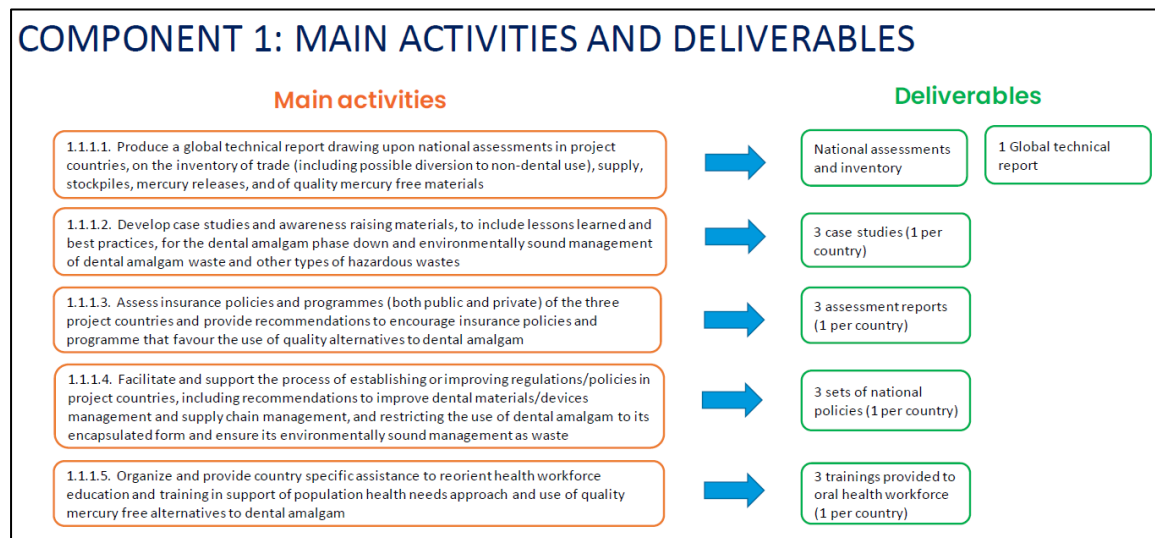 COMPONENT 1: MAIN ACTIVITIES AND DELIVERABLES
Main activities
Deliverables
1.1.1.1. Produce a global technical report drawing upon national assessments in project
countries, on the inventory of trade (including possible diversion to non-dental use), supply,
stockpiles, mercury releases, and of quality mercury free materials
National assessments
and inventory
1 Global technical
report
1.1.1.2. Develop case studies and awareness raising materials, to include lessons learned and
best practices, for the dental amalgam phase down and environmentally sound management
of dental amalgam waste and other types of hazardous wastes
3 case studies (1 per
country)
1.1.1.3. Assess insurance policies and programmes (both public and private) of the three
project countries and provide recommendations to encourage insurance policies and
programme that favour the use of quality alternatives to dental amalgam
3 assessment reports
(1 per country)
1.1.1.4. Facilitate and support the process of establishing or improving regulations/policies in
project countries, including recommendations to improve dental materials/devices
management and supply chain management, and restricting the use of dental amalgam to its
encapsulated form and ensure its environmentally sound management as waste
3 sets of national
policies (1 per country)
1.1.1.5. Organize and provide country specific assistance to reorient health workforce
education and training in support of population health needs approach and use of quality
mercury free alternatives to dental amalgam
3 trainings provided to
oral health workforce
(1 per country)